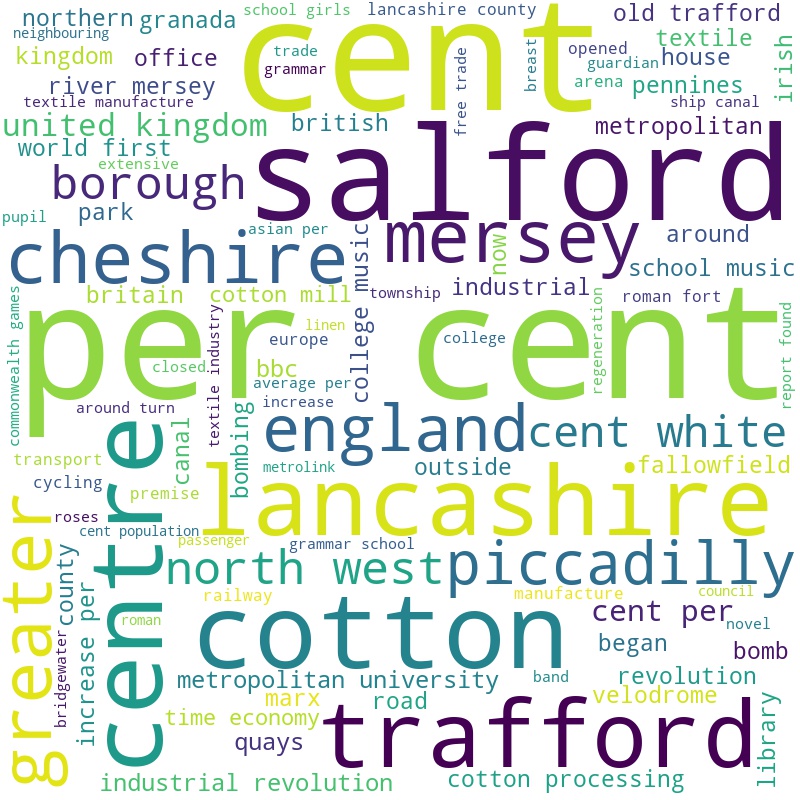 northern
granada
school girls
lancashire county
old trafford
neighbouring
cent
textile
kingdom
office
trade
grammar
opened
guardian
house
irish
river mersey
breast
arena
pennines
textile manufacture
free trade
ship canal
united kingdom
british
metropolitan
world first
extensive
salford
borough
pupil
park
asian per
mersey
around
cheshire
college music
now
school music
britain
cotton mill
township
industrial
roman fort
commonwealth games
per cent
textile industry
linen
europe
college
regeneration
report found
closed
bbc
average per
around turn
increase
bombing
england
cent white
centre
canal
transport
metrolink
outside
fallowfield
cycling
premise
lancashire
greater
roses
cent population
passenger
grammar school
county
north west
piccadilly
increase per
railway
manufacture
council
roman
cotton
cent per
novel
bridgewater
began
bomb
metropolitan university
band
revolution
marx
road
velodrome
library
time economy
trafford
quays
industrial revolution
cotton processing